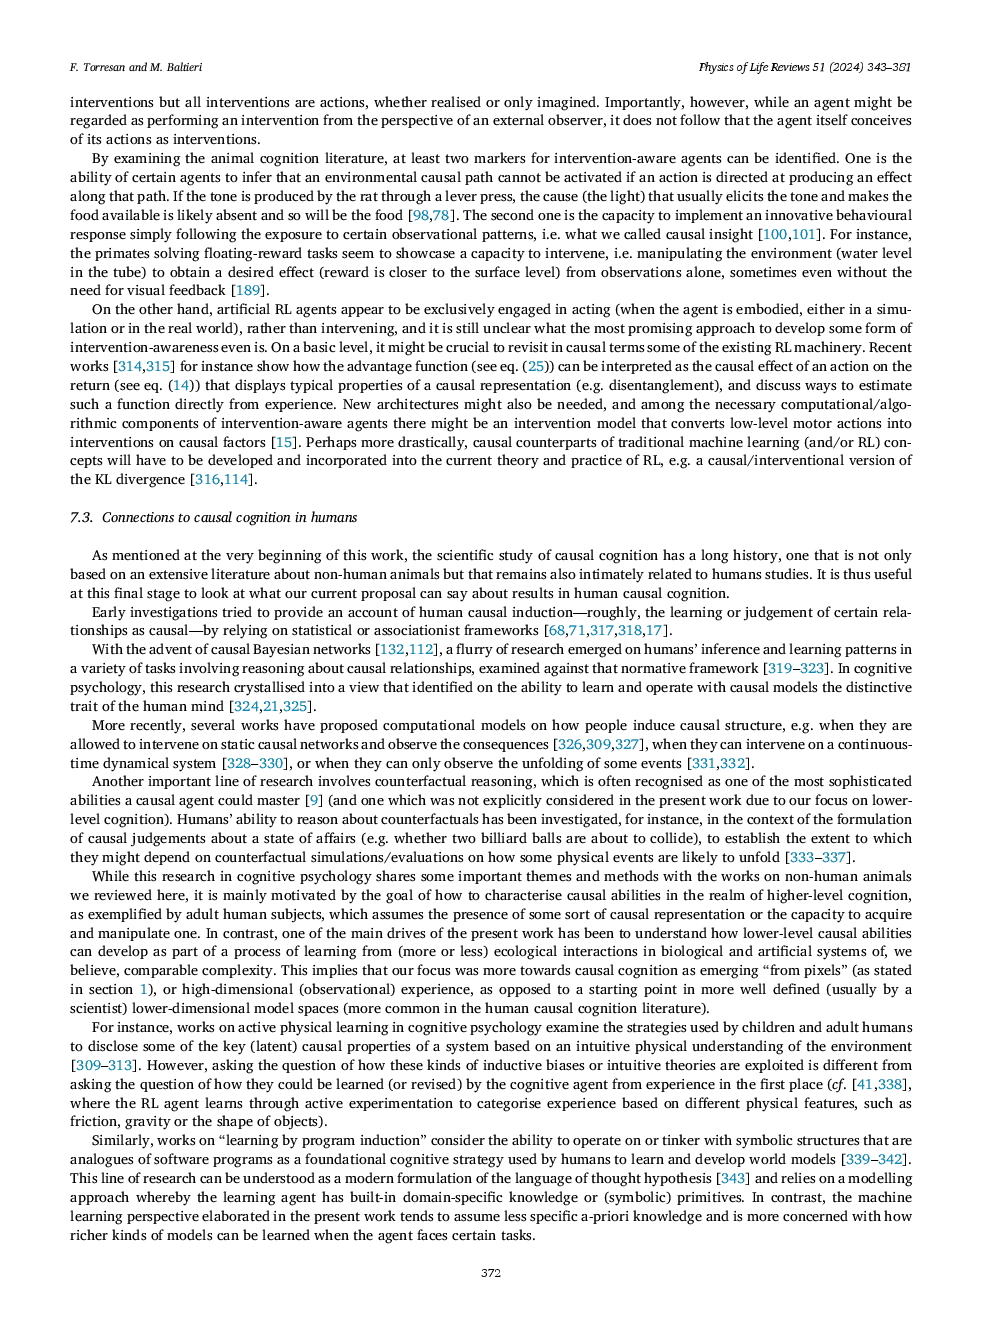 F. Torresan and M. Baltieri
Physics of Life Reviews 51 (2024) 343–381
interventions but all interventions are actions, whether realised or only imagined. Importantly, however, while an agent might be
regarded as performing an intervention from the perspective of an external observer, it does not follow that the agent itself conceives
of its actions as interventions.
By examining the animal cognition literature, at least two markers for intervention-aware agents can be identified. One is the
ability of certain agents to infer that an environmental causal path cannot be activated if an action is directed at producing an effect
along that path. If the tone is produced by the rat through a lever press, the cause (the light) that usually elicits the tone and makes the
food available is likely absent and so will be the food [98,78]. The second one is the capacity to implement an innovative behavioural
response simply following the exposure to certain observational patterns, i.e. what we called causal insight [100,101]. For instance,
the primates solving floating-reward tasks seem to showcase a capacity to intervene, i.e. manipulating the environment (water level
in the tube) to obtain a desired effect (reward is closer to the surface level) from observations alone, sometimes even without the
need for visual feedback [189].
On the other hand, artificial RL agents appear to be exclusively engaged in acting (when the agent is embodied, either in a simu-
lation or in the real world), rather than intervening, and it is still unclear what the most promising approach to develop some form of
intervention-awareness even is. On a basic level, it might be crucial to revisit in causal terms some of the existing RL machinery. Recent
works [314,315] for instance show how the advantage function (see eq. (25)) can be interpreted as the causal effect of an action on the
return (see eq. (14)) that displays typical properties of a causal representation (e.g. disentanglement), and discuss ways to estimate
such a function directly from experience. New architectures might also be needed, and among the necessary computational/algo-
rithmic components of intervention-aware agents there might be an intervention model that converts low-level motor actions into
interventions on causal factors [15]. Perhaps more drastically, causal counterparts of traditional machine learning (and/or RL) con-
cepts will have to be developed and incorporated into the current theory and practice of RL, e.g. a causal/interventional version of
the KL divergence [316,114].
7.3. Connections to causal cognition in humans
As mentioned at the very beginning of this work, the scientific study of causal cognition has a long history, one that is not only
based on an extensive literature about non-human animals but that remains also intimately related to humans studies. It is thus useful
at this final stage to look at what our current proposal can say about results in human causal cognition.
Early investigations tried to provide an account of human causal induction—roughly, the learning or judgement of certain rela-
tionships as causal—by relying on statistical or associationist frameworks [68,71,317,318,17].
With the advent of causal Bayesian networks [132,112], a flurry of research emerged on humans’ inference and learning patterns in
a variety of tasks involving reasoning about causal relationships, examined against that normative framework [319–323]. In cognitive
psychology, this research crystallised into a view that identified on the ability to learn and operate with causal models the distinctive
trait of the human mind [324,21,325].
More recently, several works have proposed computational models on how people induce causal structure, e.g. when they are
allowed to intervene on static causal networks and observe the consequences [326,309,327], when they can intervene on a continuous-
time dynamical system [328–330], or when they can only observe the unfolding of some events [331,332].
Another important line of research involves counterfactual reasoning, which is often recognised as one of the most sophisticated
abilities a causal agent could master [9] (and one which was not explicitly considered in the present work due to our focus on lower-
level cognition). Humans’ ability to reason about counterfactuals has been investigated, for instance, in the context of the formulation
of causal judgements about a state of affairs (e.g. whether two billiard balls are about to collide), to establish the extent to which
they might depend on counterfactual simulations/evaluations on how some physical events are likely to unfold [333–337].
While this research in cognitive psychology shares some important themes and methods with the works on non-human animals
we reviewed here, it is mainly motivated by the goal of how to characterise causal abilities in the realm of higher-level cognition,
as exemplified by adult human subjects, which assumes the presence of some sort of causal representation or the capacity to acquire
and manipulate one. In contrast, one of the main drives of the present work has been to understand how lower-level causal abilities
can develop as part of a process of learning from (more or less) ecological interactions in biological and artificial systems of, we
believe, comparable complexity. This implies that our focus was more towards causal cognition as emerging “from pixels” (as stated
in section 1), or high-dimensional (observational) experience, as opposed to a starting point in more well defined (usually by a
scientist) lower-dimensional model spaces (more common in the human causal cognition literature).
For instance, works on active physical learning in cognitive psychology examine the strategies used by children and adult humans
to disclose some of the key (latent) causal properties of a system based on an intuitive physical understanding of the environment
[309–313]. However, asking the question of how these kinds of inductive biases or intuitive theories are exploited is different from
asking the question of how they could be learned (or revised) by the cognitive agent from experience in the first place (cf. [41,338],
where the RL agent learns through active experimentation to categorise experience based on different physical features, such as
friction, gravity or the shape of objects).
Similarly, works on “learning by program induction” consider the ability to operate on or tinker with symbolic structures that are
analogues of software programs as a foundational cognitive strategy used by humans to learn and develop world models [339–342].
This line of research can be understood as a modern formulation of the language of thought hypothesis [343] and relies on a modelling
approach whereby the learning agent has built-in domain-specific knowledge or (symbolic) primitives. In contrast, the machine
learning perspective elaborated in the present work tends to assume less specific a-priori knowledge and is more concerned with how
richer kinds of models can be learned when the agent faces certain tasks.
372